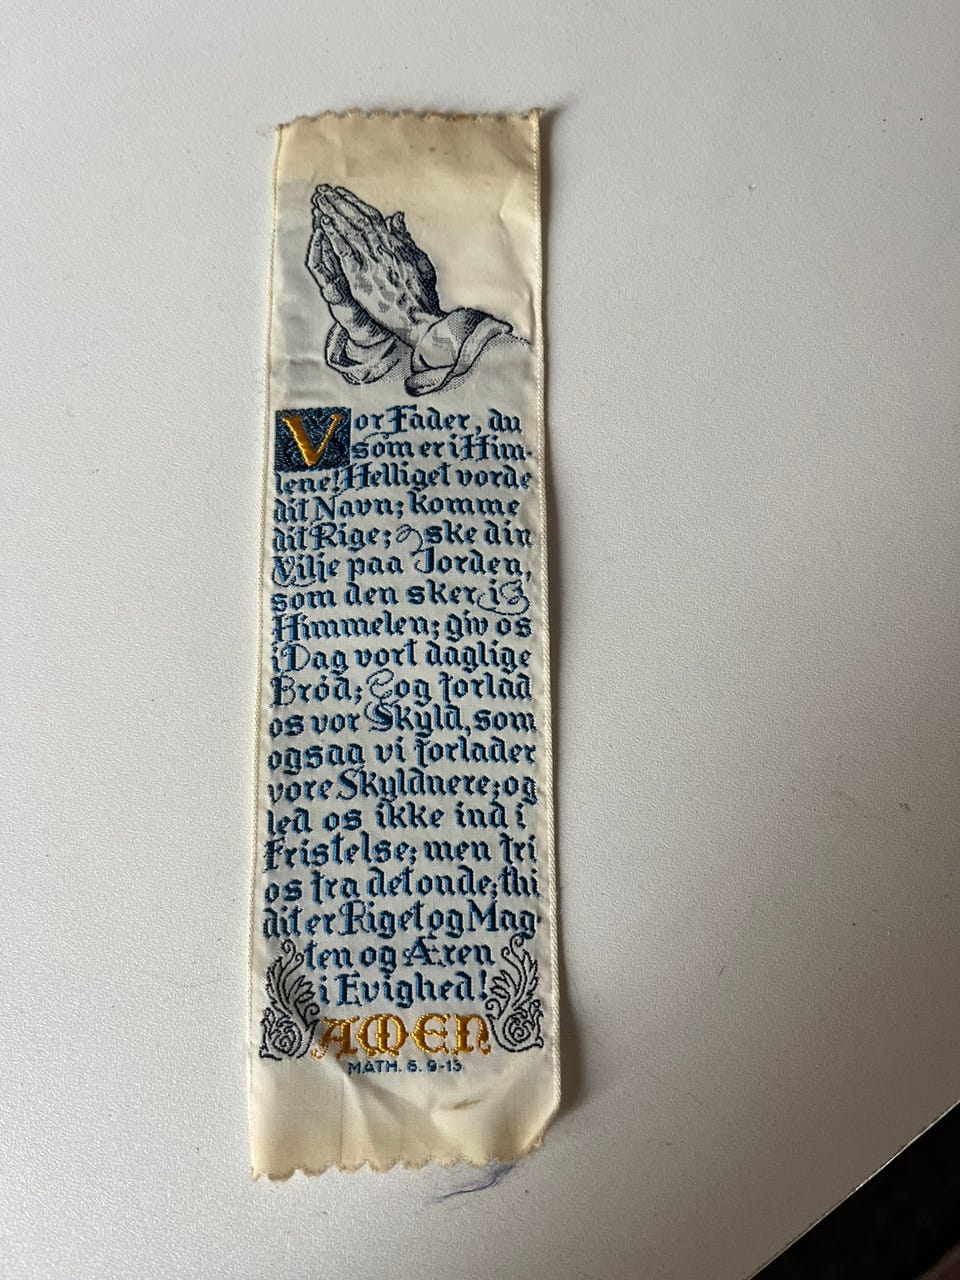 Vor Fader, du
som er i Him-
lene! Helliget vorde
dit Navn; komme
dit Rige; ske din
Vilje paa Jorden,
som den sker i
Himmelen; giv os
i Dag vort daglige
Brød; og forlad
os vor Skyld, som
ogsaa vi forlader
vore Skyldnere; og
led os ikke ind i
Fristelse; men fri
os fra det onde; thi
dit er Riget og Mag-
ten og Æren
i Evighed!
AMEN
MATH. 6. 9-13